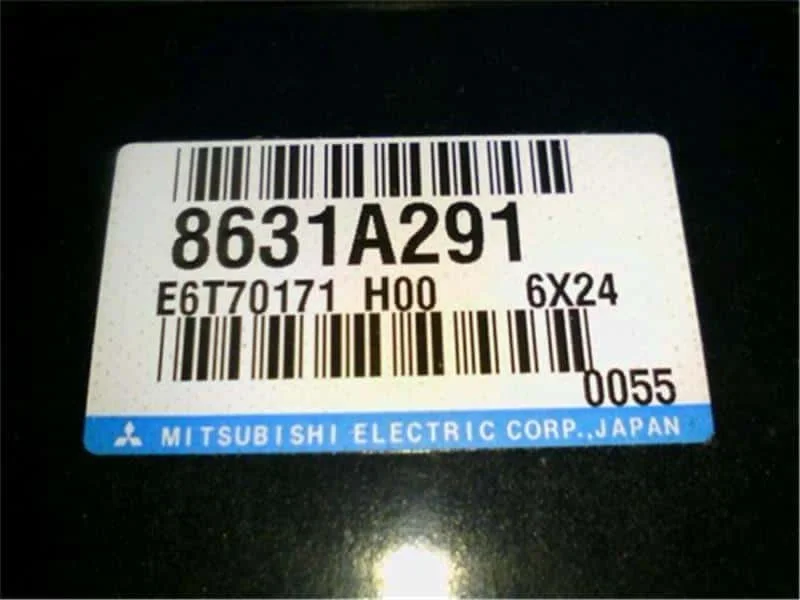 8631A291
E6T70171 H00 6X24
0055
MITSUBISHI ELECTRIC CORP.,JAPAN